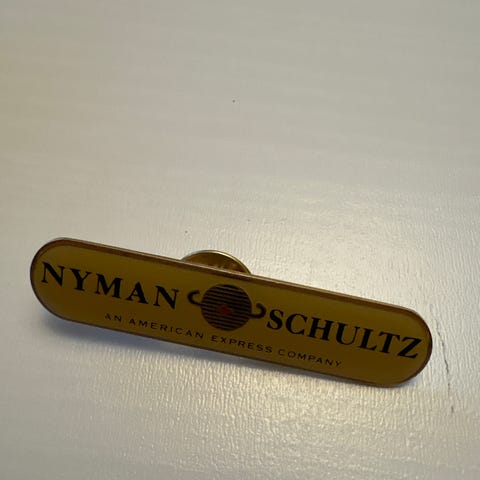 NYMAN SCHULTZ
AN AMERICAN EXPRESS COMPANY